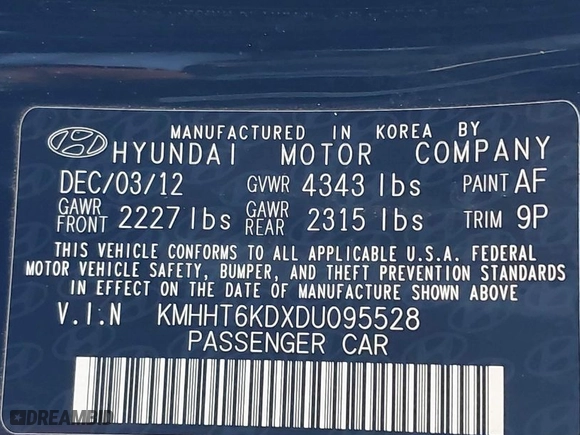 MANUFACTURED IN KOREA BY
HYUNDAI MOTOR COMPANY
DEC/03/12 GVWR 4343 lbs PAINT AF
GAWR FRONT 2227 lbs GAWR REAR 2315 lbs TRIM 9P
THIS VEHICLE CONFORMS TO ALL APPLICABLE U.S.A. FEDERAL
MOTOR VEHICLE SAFETY, BUMPER, AND THEFT PREVENTION STANDARDS
IN EFFECT ON THE DATE OF MANUFACTURE SHOWN ABOVE
V.I.N KMHHT6KDXDU095528
PASSENGER CAR
DREAMBID